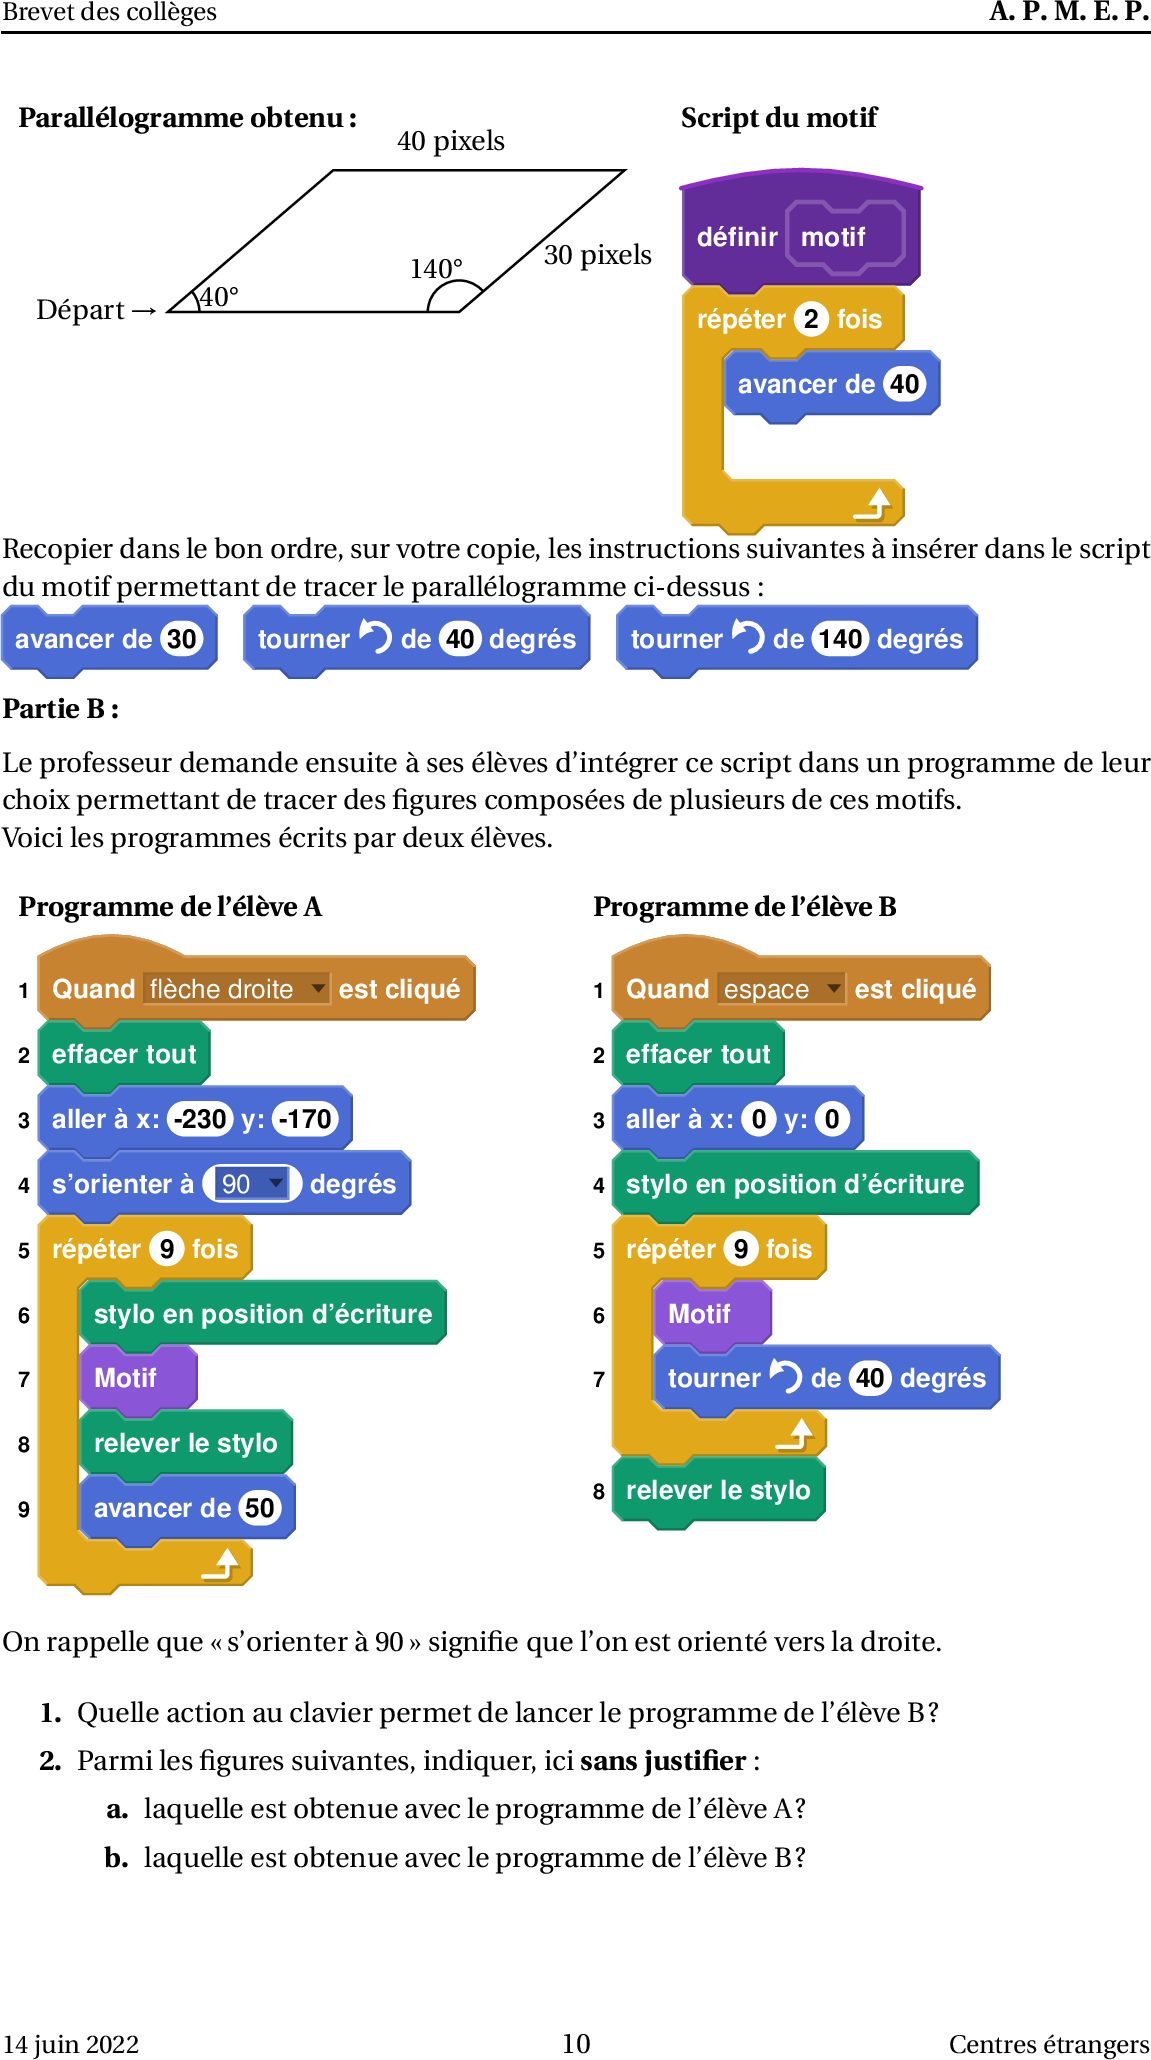 Brevet des collèges A. P. M. E. P.
Parallélogramme obtenu : Script du motif
40 pixels
définir motif
30 pixels
140°
40°
Départ →
répéter 2 fois
avancer de 40
Recopier dans le bon ordre, sur votre copie, les instructions suivantes à insérer dans le script
du motif permettant de tracer le parallélogramme ci-dessus :
avancer de 30 tourner de 40 degrés tourner de 140 degrés
Partie B :
Le professeur demande ensuite à ses élèves d'intégrer ce script dans un programme de leur
choix permettant de tracer des figures composées de plusieurs de ces motifs.
Voici les programmes écrits par deux élèves.
Programme de l'élève A
1 Quand flèche droite est cliqué
2 effacer tout
3 aller à x: -230 y: -170
4 s'orienter à 90 degrés
5 répéter 9 fois
6 stylo en position d'écriture
7 Motif
8 relever le stylo
9 avancer de 50
Programme de l'élève B
1 Quand espace est cliqué
2 effacer tout
3 aller à x: 0 y: 0
4 stylo en position d'écriture
5 répéter 9 fois
6 Motif
7 tourner de 40 degrés
8 relever le stylo
On rappelle que « s'orienter à 90 » signifie que l'on est orienté vers la droite.
1. Quelle action au clavier permet de lancer le programme de l'élève B ?
2. Parmi les figures suivantes, indiquer, ici sans justifier :
a. laquelle est obtenue avec le programme de l'élève A ?
b. laquelle est obtenue avec le programme de l'élève B ?
14 juin 2022 10 Centres étrangers